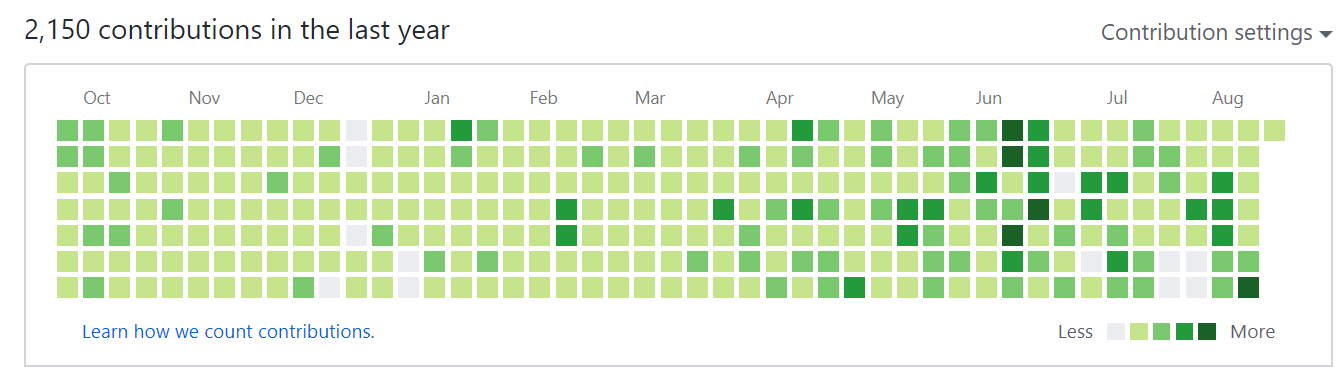 2,150 contributions in the last year
Contribution settings
Oct Nov Dec Jan Feb Mar Apr May Jun Jul Aug
Learn how we count contributions.
Less More